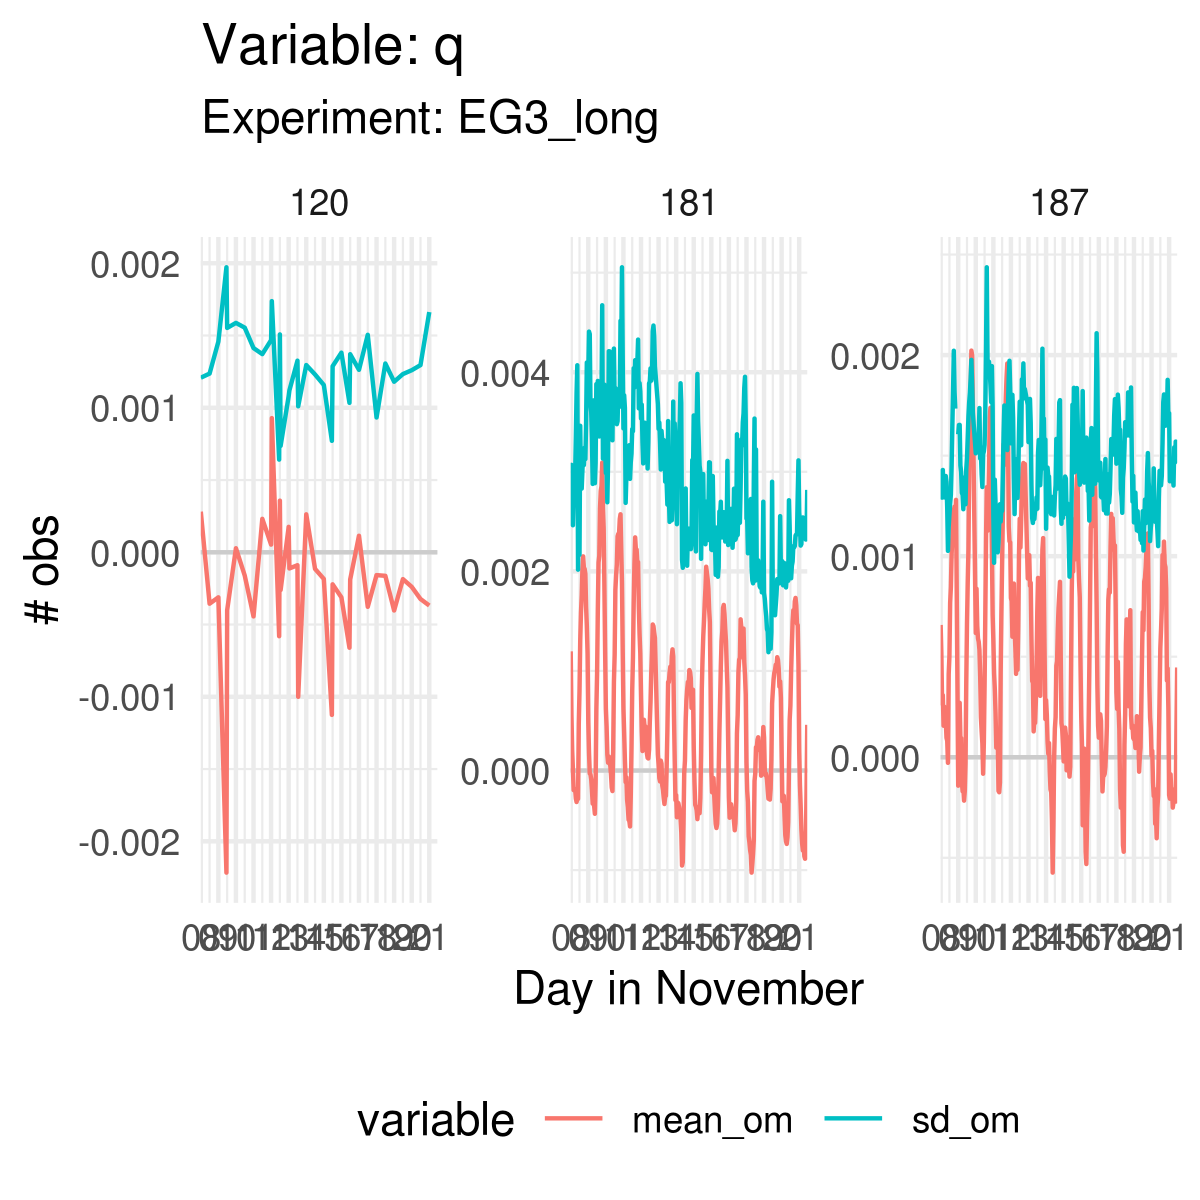 Variable: q
Experiment: EG3_long
120
181
187
0.002
0.001
0.000
-0.001
-0.002
0.004
0.002
0.000
0.002
0.001
0.000
# obs
Day in November
variable
mean_om
sd_om